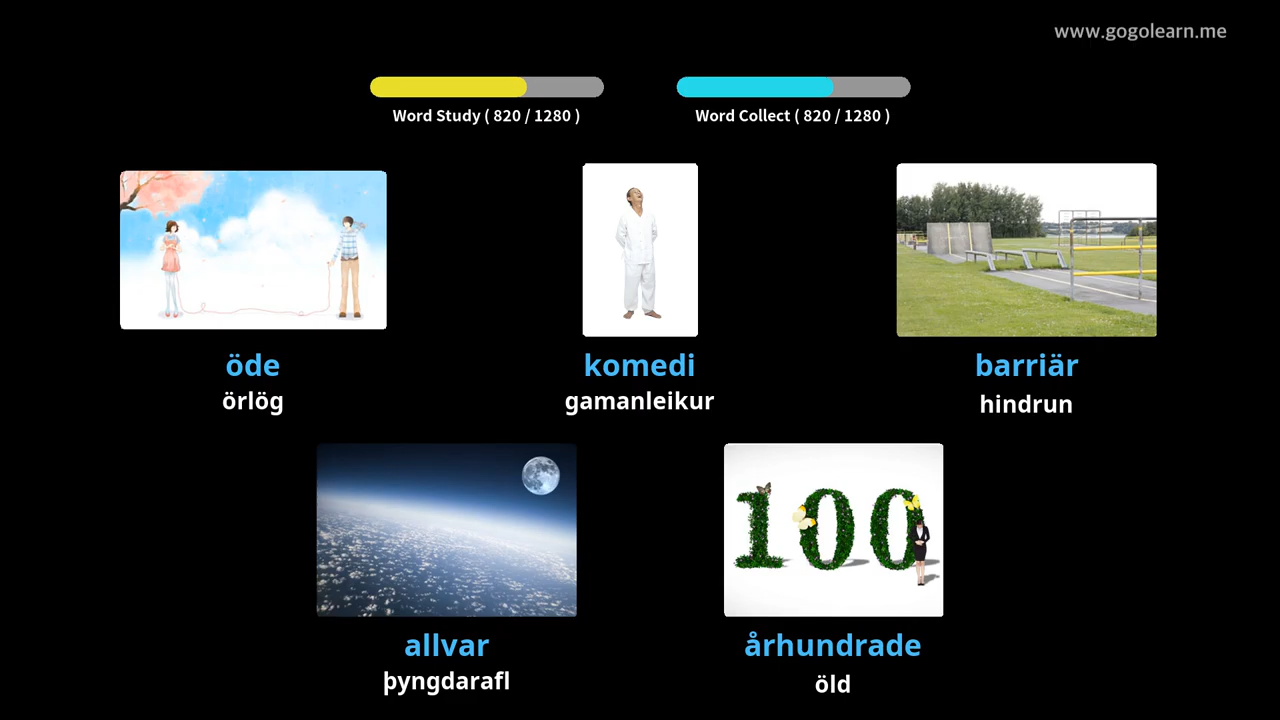 www.gogolearn.me
Word Study ( 820 / 1280 )
Word Collect ( 820 / 1280 )
öde
örlög
komedi
gamanleikur
barriär
hindrun
allvar
þyngdarafl
århundrade
öld
100